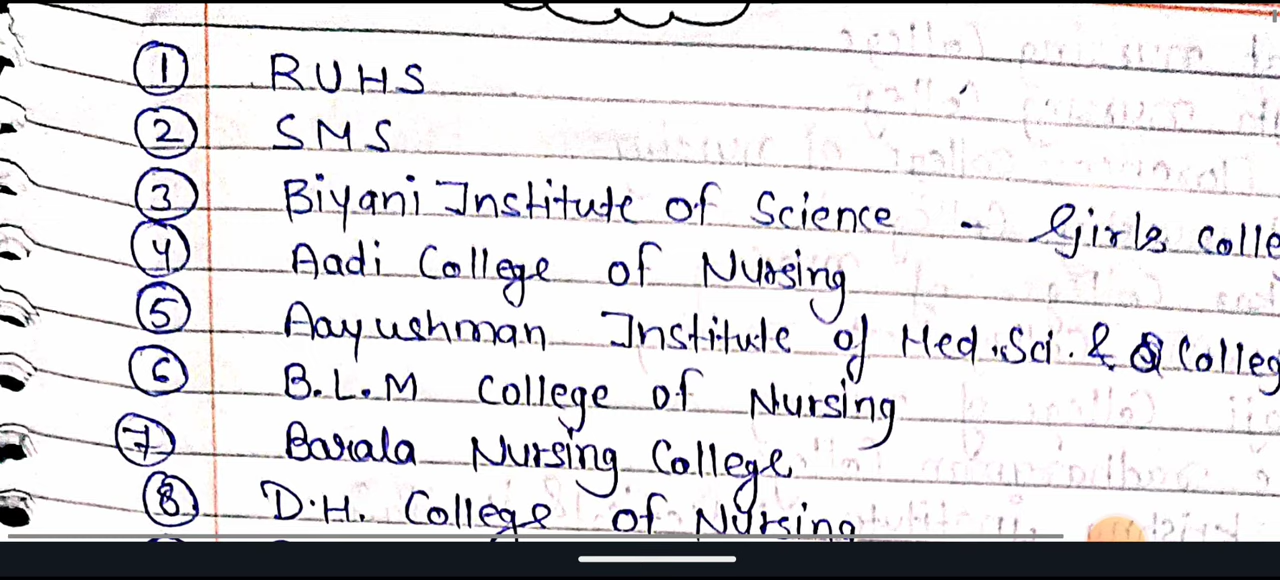 ① RUHS
② SMS
③ Biyani Institute of Science - Girls Colle
④ Aadi College of Nursing
⑤ Aayushman Institute of Med.Sci. & Colleg
⑥ B.L.M College of Nursing
⑦ Barala Nursing College
⑧ D.H. College of Nursing